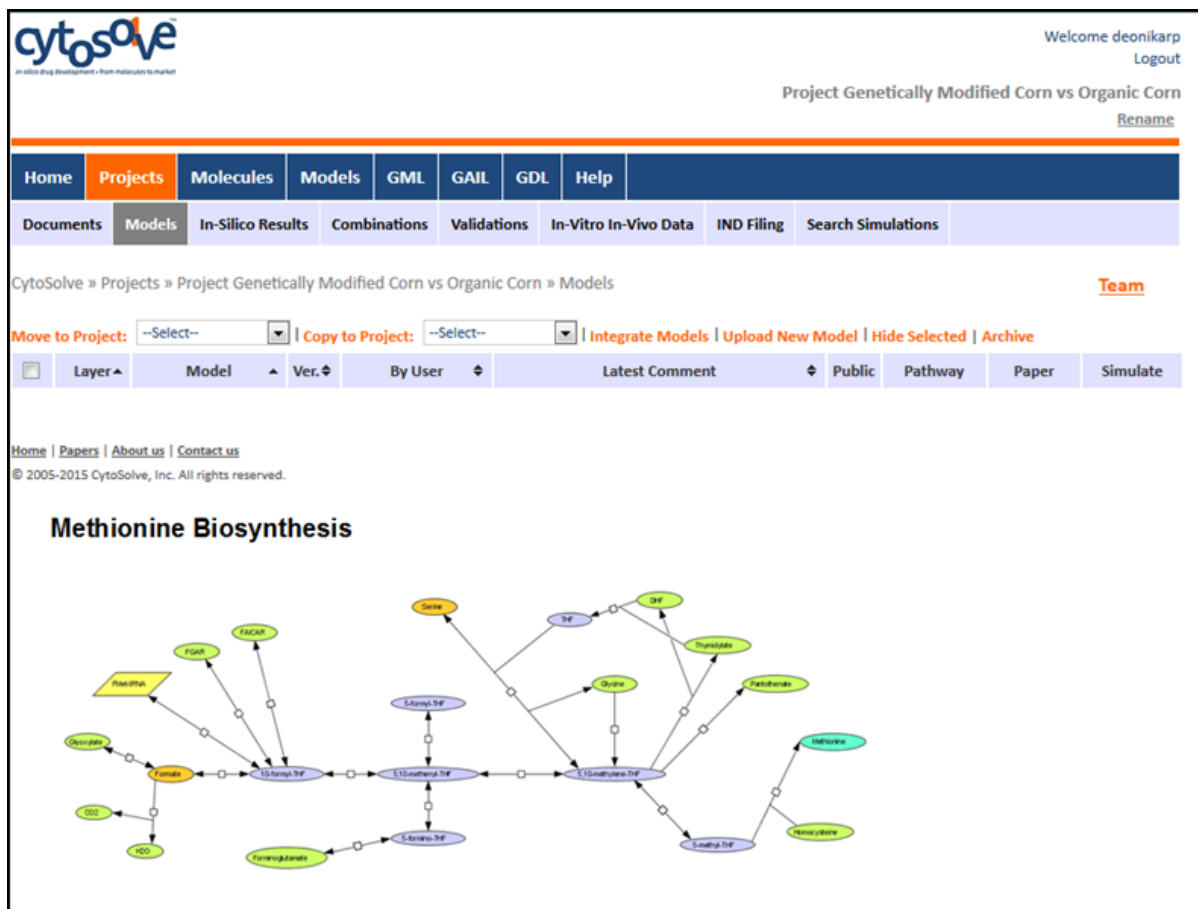 cytosolve™
in-silico drug development • from molecules to market
Welcome deonikarp
Logout
Project Genetically Modified Corn vs Organic Corn
Rename
Home Projects Molecules Models GML GAIL GDL Help
Documents Models In-Silico Results Combinations Validations In-Vitro In-Vivo Data IND Filing Search Simulations
CytoSolve » Projects » Project Genetically Modified Corn vs Organic Corn » Models
Team
Move to Project: --Select-- | Copy to Project: --Select-- | Integrate Models | Upload New Model | Hide Selected | Archive
Layer Model Ver. By User Latest Comment Public Pathway Paper Simulate
Home | Papers | About us | Contact us
© 2005-2015 CytoSolve, Inc. All rights reserved.
Methionine Biosynthesis
Serine
DHF
THF
FAICAR
FGAR
Thymidylate
Glycine
Pantothenate
5-formyl-THF
Glyoxylate
Methionine
Formate
10-formyl-THF
5,10-methenyl-THF
5,10-methylene-THF
CO2
Homocysteine
5-formino-THF
5-methyl-THF
H2O
Forminoglutamate